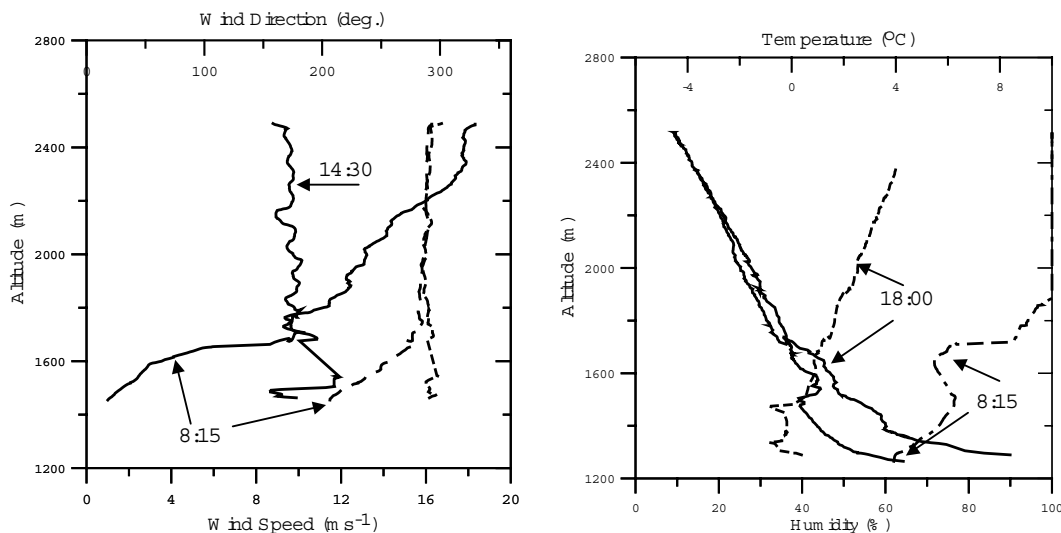 Wind Direction (deg.)
2800
0 100 200 300
2400
14:30
Altitude (m)
2000
1600
8:15
1200
0 4 8 12 16 20
Wind Speed (m s-1)
Temperature (°C)
2800
-4 0 4 8
2400
Altitude (m)
2000
18:00
1600
8:15
1200
0 20 40 60 80 100
Humidity (%)